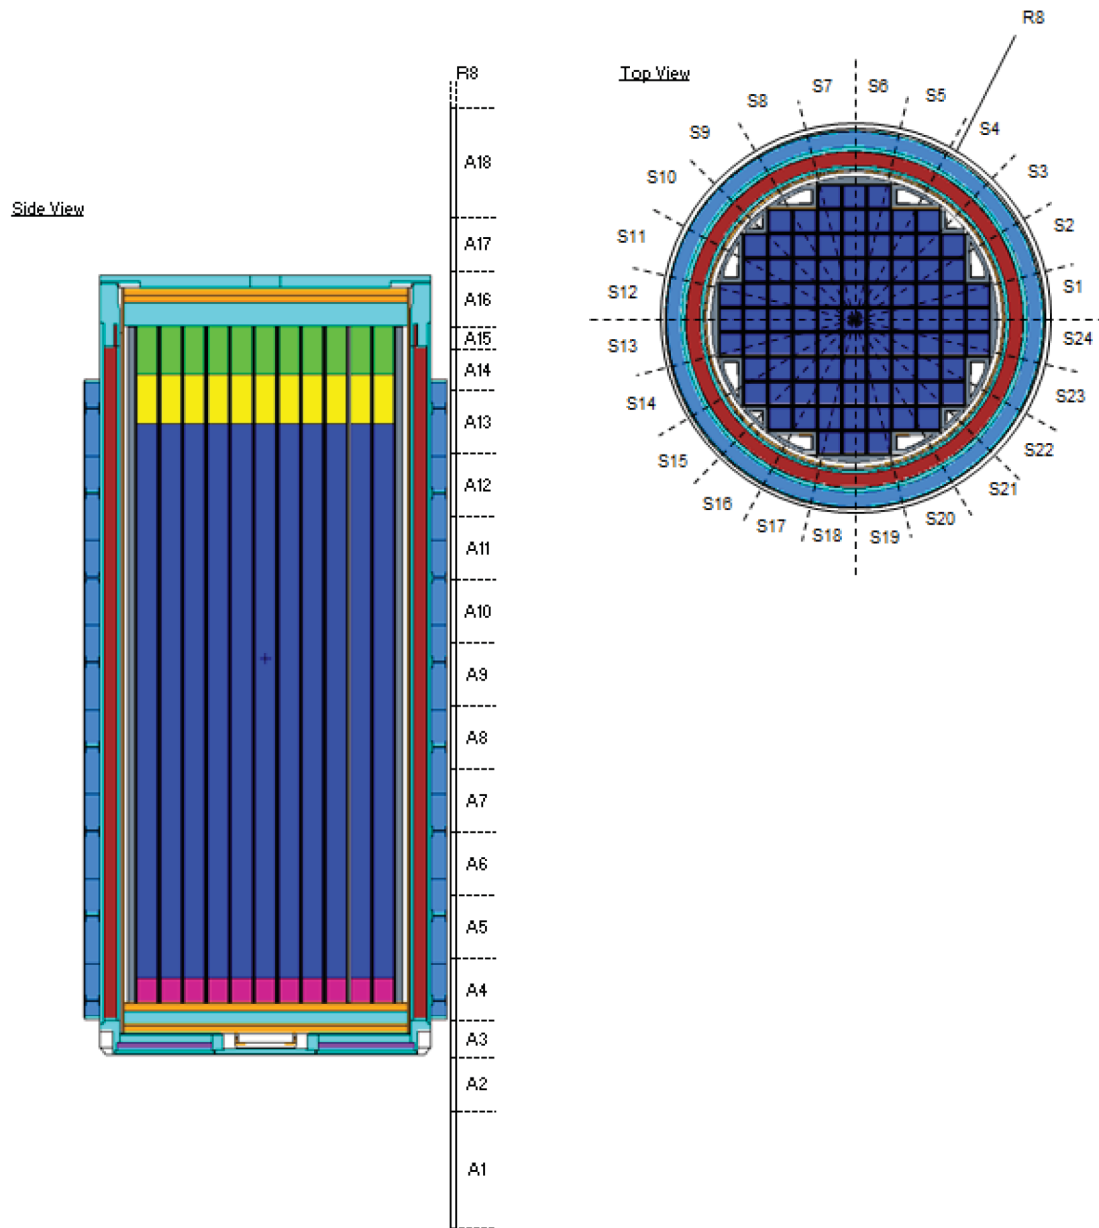 R8
R8
Top View
S7
S6
S5
S8
S4
S9
S3
S10
S2
S11
S1
S12
S13
S24
S14
S23
S15
S22
S16
S21
S17
S20
S18
S19
Side View
A18
A17
A16
A15
A14
A13
A12
A11
A10
A9
A8
A7
A6
A5
A4
A3
A2
A1